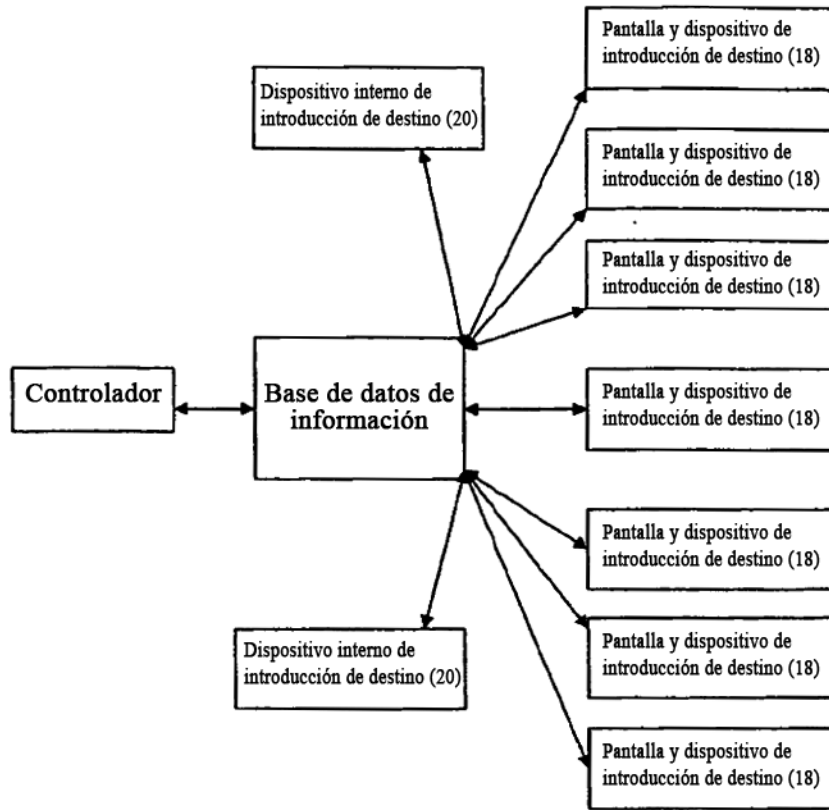 Pantalla y dispositivo de
introducción de destino (18)
Dispositivo interno de
introducción de destino (20)
Pantalla y dispositivo de
introducción de destino (18)
Pantalla y dispositivo de
introducción de destino (18)
Controlador
Base de datos de
información
Pantalla y dispositivo de
introducción de destino (18)
Pantalla y dispositivo de
introducción de destino (18)
Dispositivo interno de
introducción de destino (20)
Pantalla y dispositivo de
introducción de destino (18)
Pantalla y dispositivo de
introducción de destino (18)